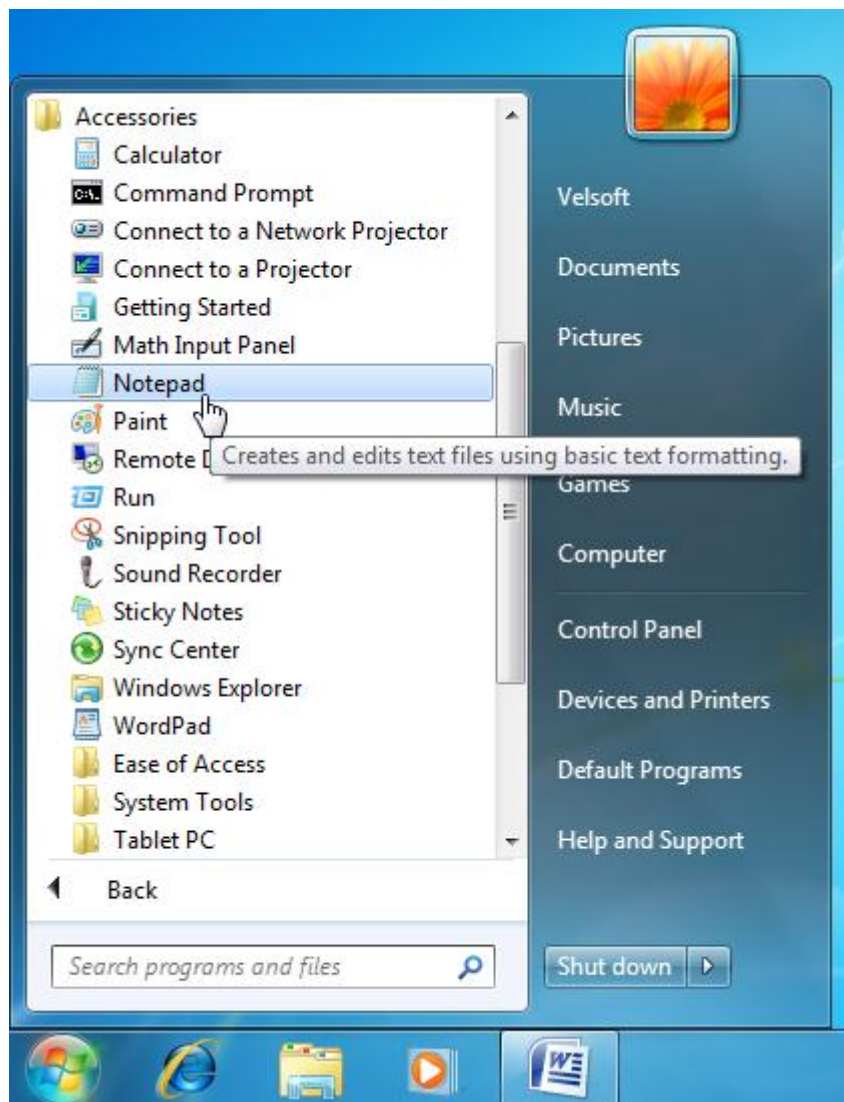 Accessories
Calculator
Command Prompt
Connect to a Network Projector
Connect to a Projector
Getting Started
Math Input Panel
Notepad
Paint
Remote
Creates and edits text files using basic text formatting.
Run
Snipping Tool
Sound Recorder
Sticky Notes
Sync Center
Windows Explorer
WordPad
Ease of Access
System Tools
Tablet PC
Back
Search programs and files
Velsoft
Documents
Pictures
Music
Games
Computer
Control Panel
Devices and Printers
Default Programs
Help and Support
Shut down